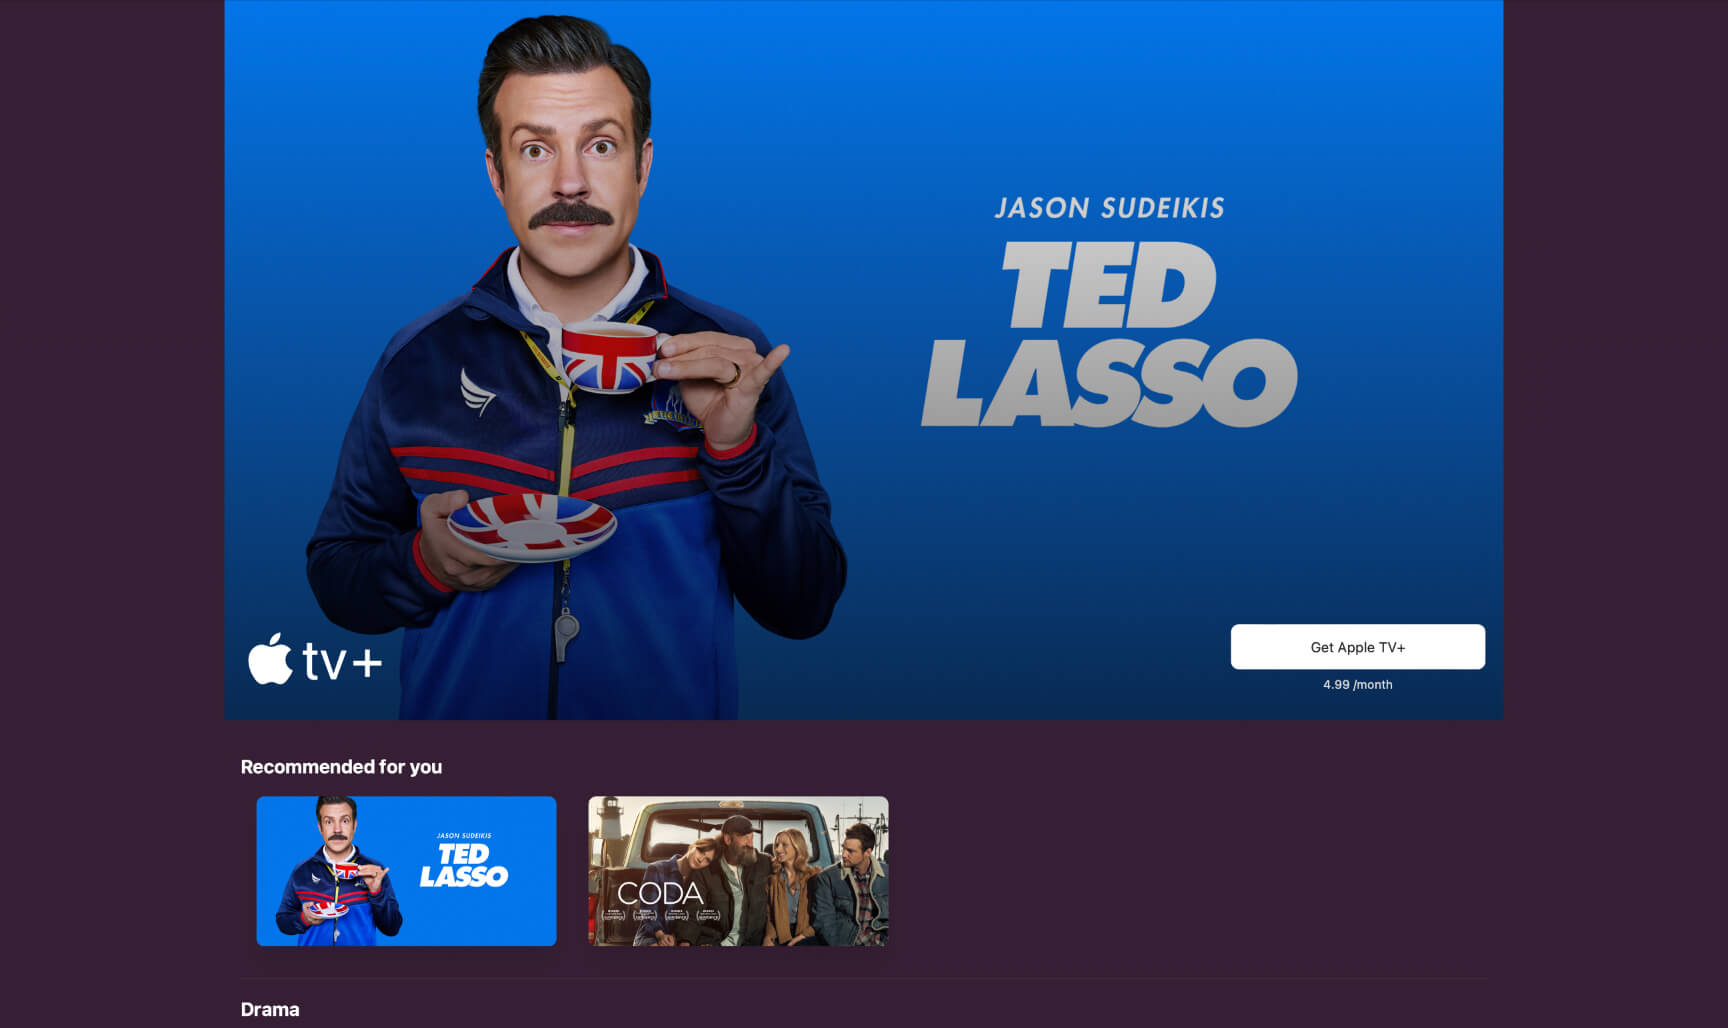 JASON SUDEIKIS
TED
LASSO
tv+
Get Apple TV+
4.99 /month
Recommended for you
JASON SUDEIKIS
TED
LASSO
CODA
Drama